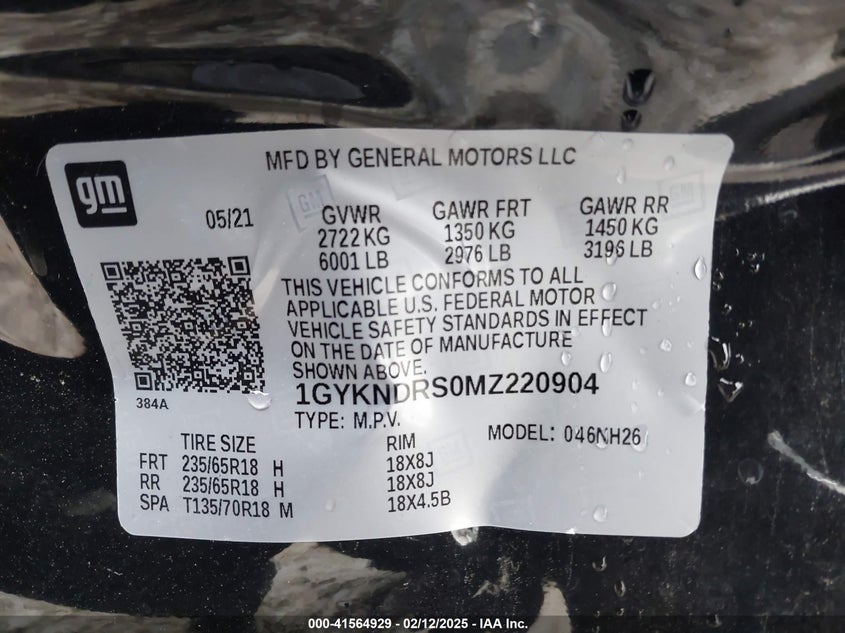 gm
MFD BY GENERAL MOTORS LLC
05/21
GVWR
2722 KG
6001 LB
GAWR FRT
1350 KG
2976 LB
GAWR RR
1450 KG
3196 LB
THIS VEHICLE CONFORMS TO ALL
APPLICABLE U.S. FEDERAL MOTOR
VEHICLE SAFETY STANDARDS IN EFFECT
ON THE DATE OF MANUFACTURE
SHOWN ABOVE.
384A
1GYKNDRS0MZ220904
TYPE: M.P.V.
MODEL: 046NH26
TIRE SIZE RIM
FRT 235/65R18 H 18X8J
RR 235/65R18 H 18X8J
SPA T135/70R18 M 18X4.5B
000-41564929 - 02/12/2025 - IAA Inc.